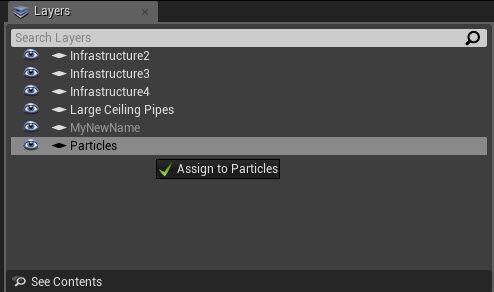 Layers
Search Layers
Infrastructure2
Infrastructure3
Infrastructure4
Large Ceiling Pipes
MyNewName
Particles
Assign to Particles
See Contents